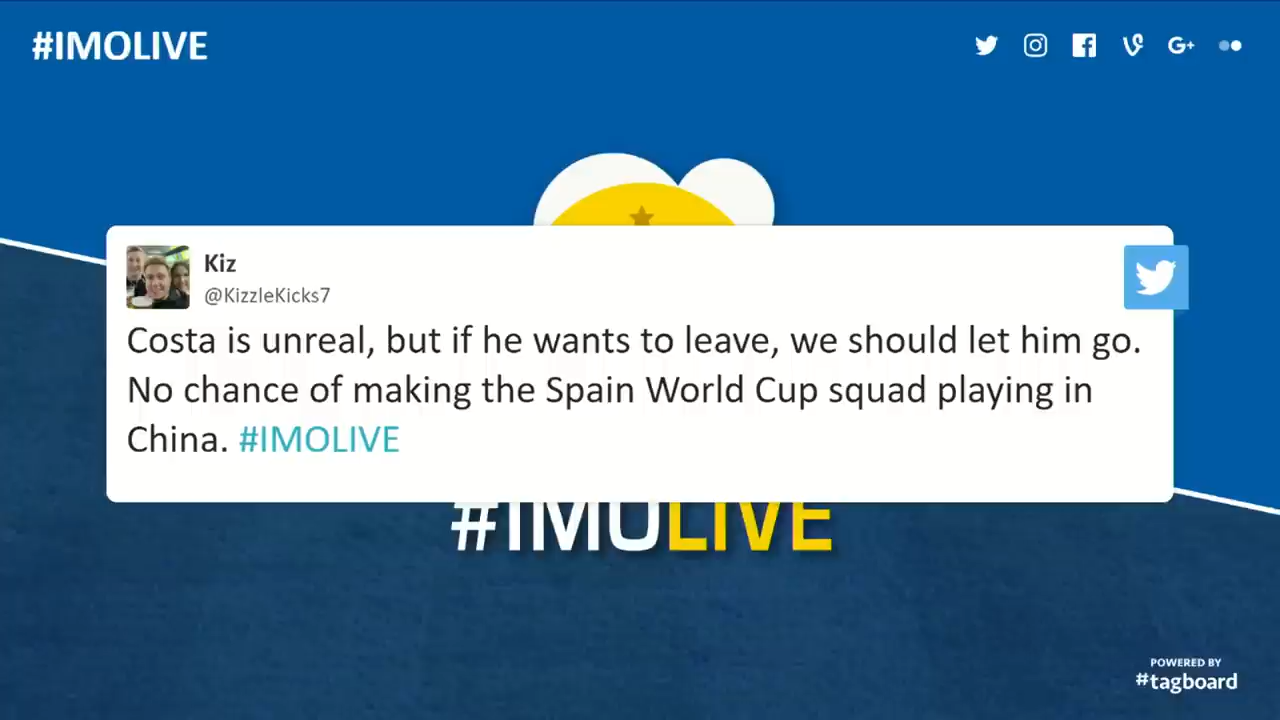 #IMOLIVE
Kiz
@KizzleKicks7
Costa is unreal, but if he wants to leave, we should let him go.
No chance of making the Spain World Cup squad playing in
China. #IMOLIVE
#IMOLIVE
POWERED BY
#tagboard